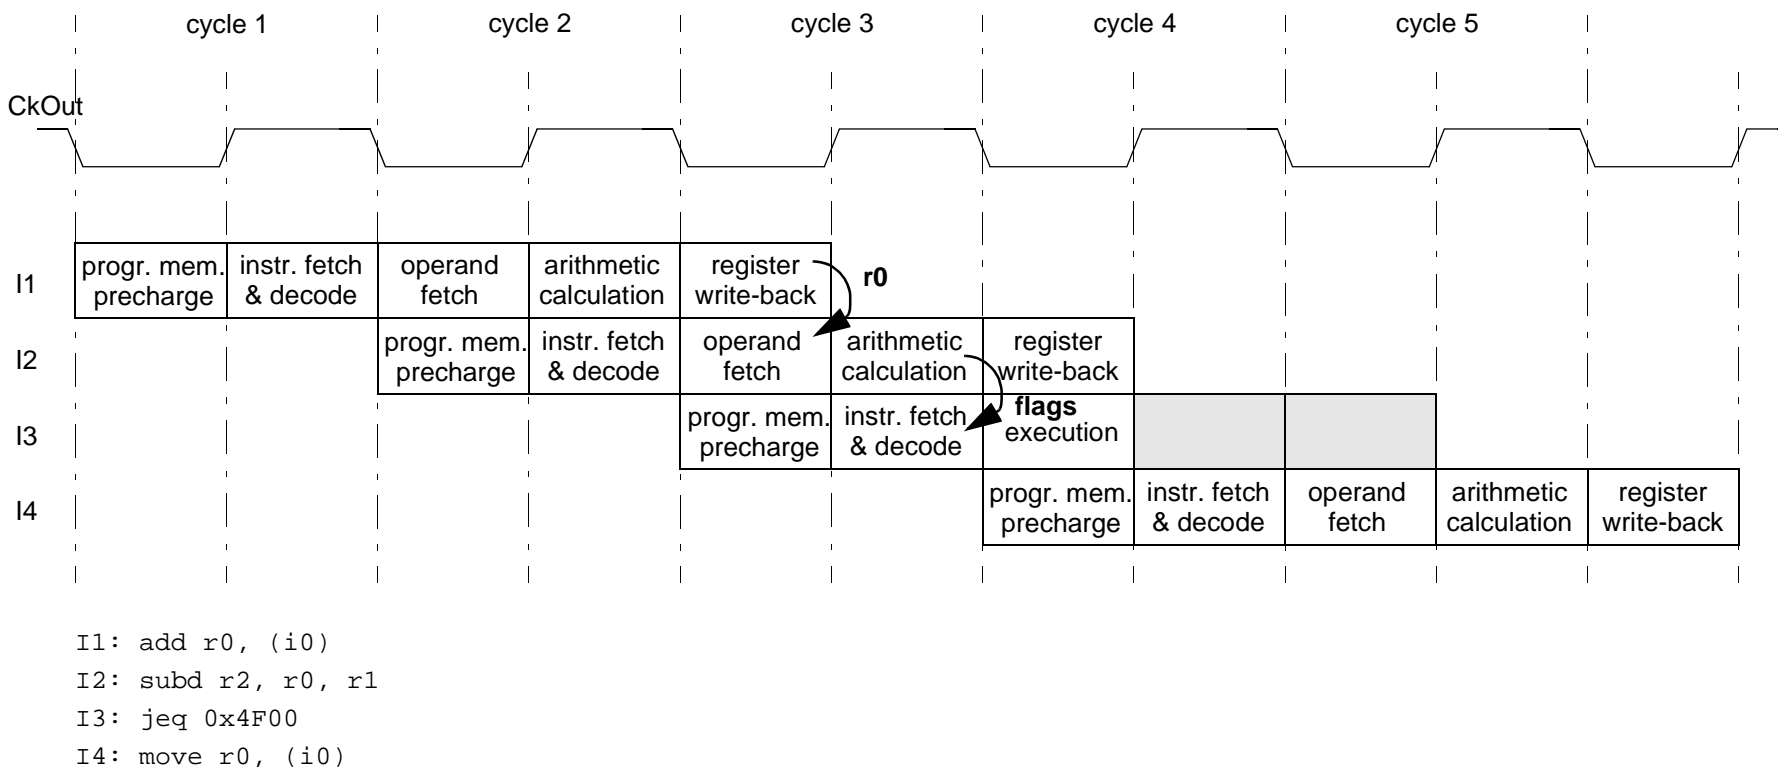 cycle 1 cycle 2 cycle 3 cycle 4 cycle 5
CkOut
I1
progr. mem.
precharge
instr. fetch
& decode
operand
fetch
arithmetic
calculation
register
write-back
r0
I2
progr. mem.
precharge
instr. fetch
& decode
operand
fetch
arithmetic
calculation
register
write-back
I3
progr. mem.
precharge
instr. fetch
& decode
flags
execution
I4
progr. mem.
precharge
instr. fetch
& decode
operand
fetch
arithmetic
calculation
register
write-back
I1: add r0, (i0)
I2: subd r2, r0, r1
I3: jeq 0x4F00
I4: move r0, (i0)